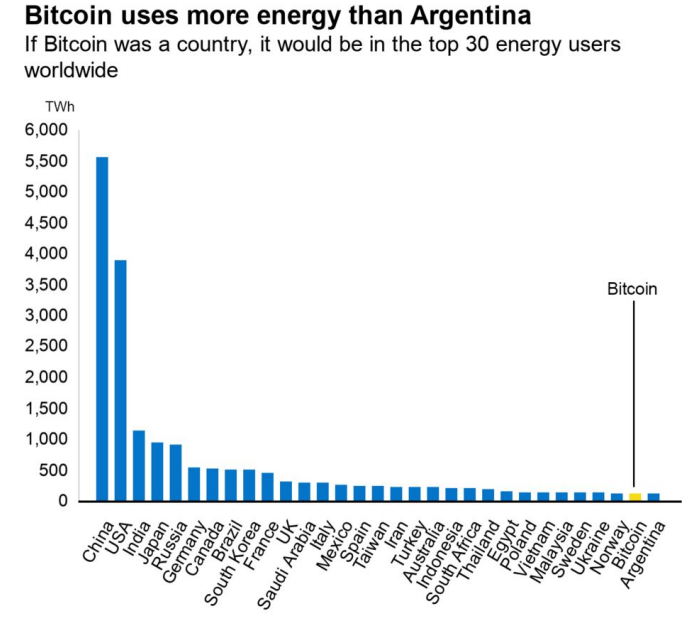 Bitcoin uses more energy than Argentina
If Bitcoin was a country, it would be in the top 30 energy users
worldwide
TWh
6,000
5,500
5,000
4,500
4,000
3,500
3,000
2,500
2,000
1,500
1,000
500
0
Bitcoin
China
USA
India
Japan
Russia
Germany
Canada
Brazil
South Korea
France
UK
Saudi Arabia
Italy
Mexico
Spain
Taiwan
Iran
Turkey
Australia
Indonesia
South Africa
Thailand
Egypt
Poland
Vietnam
Malaysia
Sweden
Ukraine
Norway
Bitcoin
Argentina